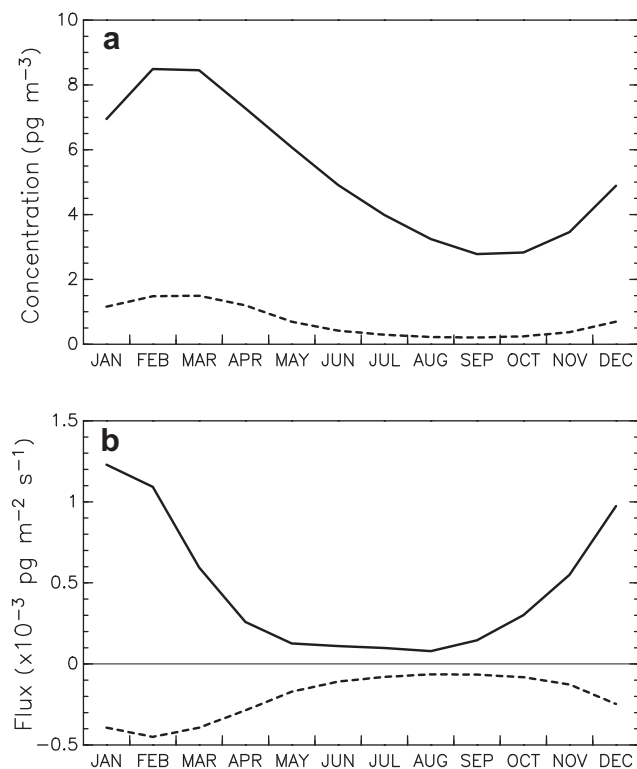 a
Concentration (pg m⁻³)
10
8
6
4
2
0
JAN FEB MAR APR MAY JUN JUL AUG SEP OCT NOV DEC
b
Flux (x10⁻³ pg m⁻² s⁻¹)
1.5
1
0.5
0
−0.5
JAN FEB MAR APR MAY JUN JUL AUG SEP OCT NOV DEC